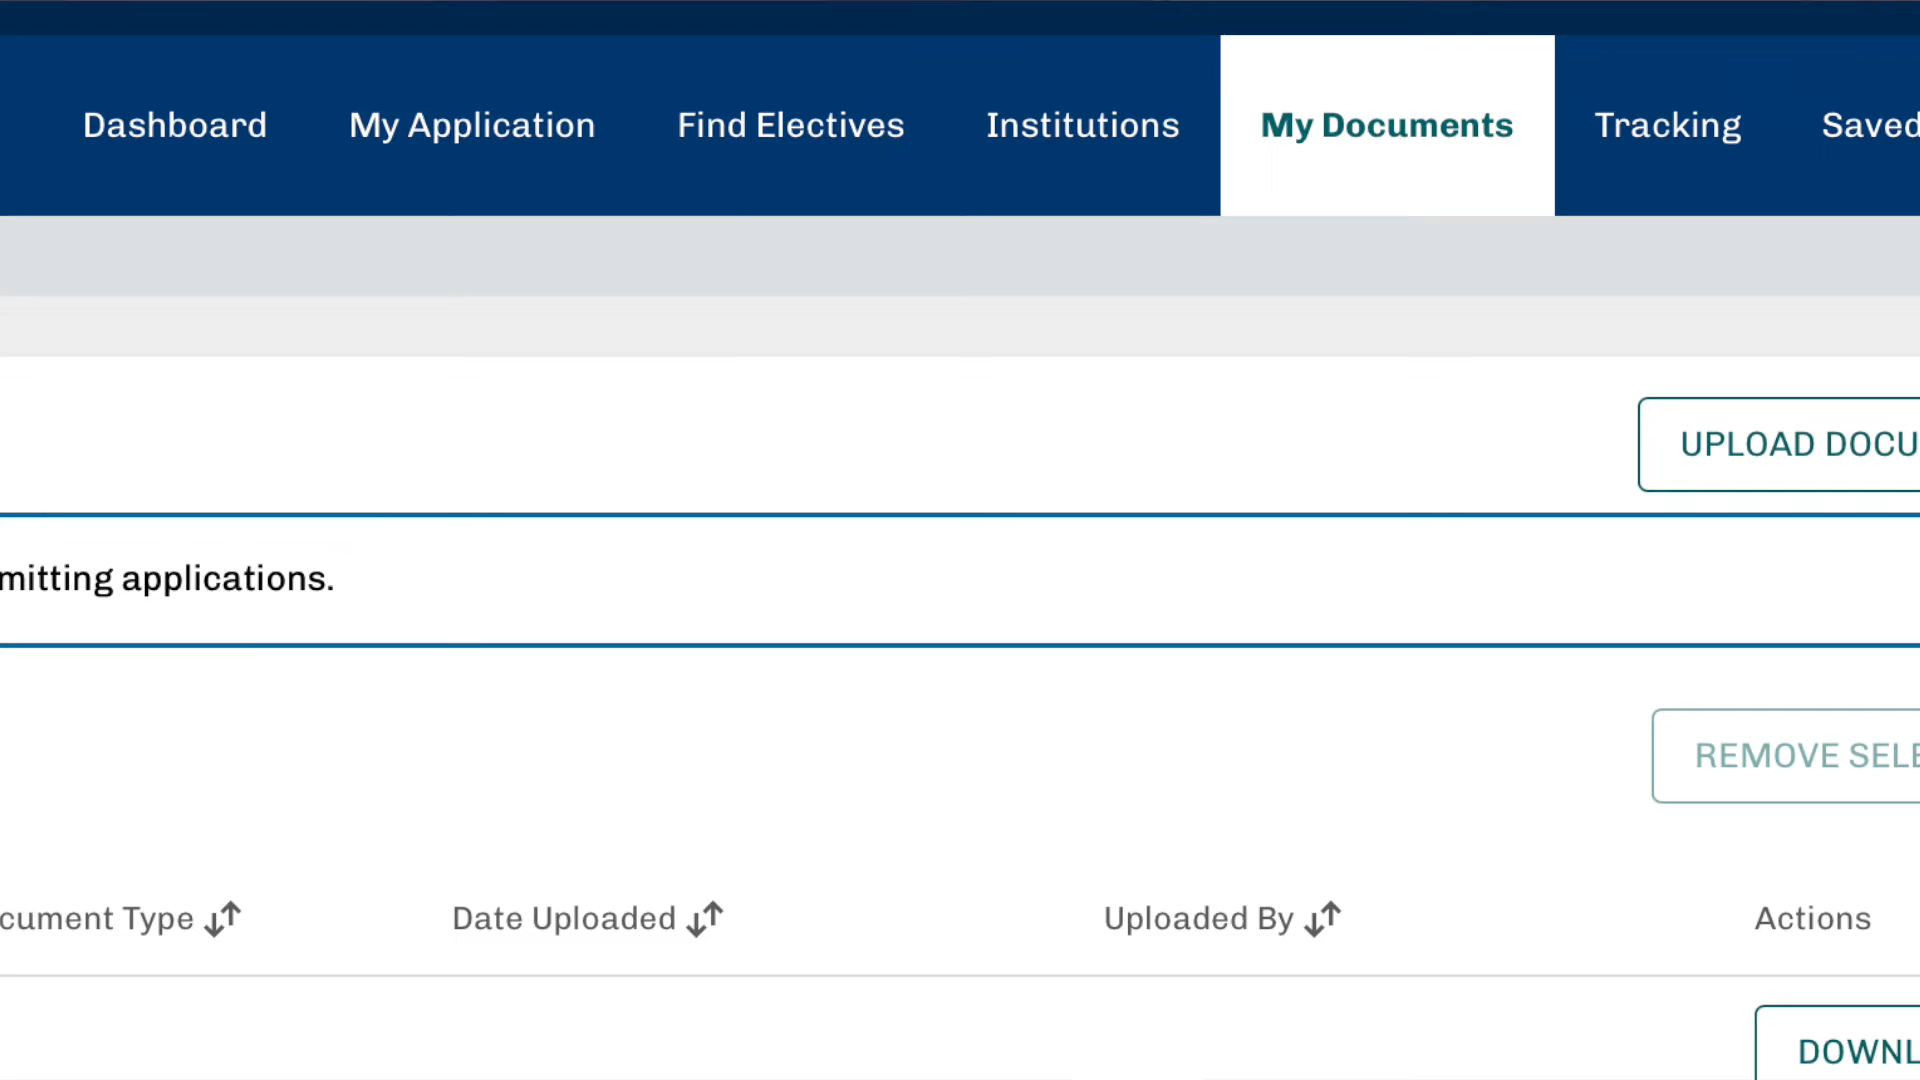 Dashboard My Application Find Electives Institutions My Documents Tracking Saved
UPLOAD DOCU
mitting applications.
REMOVE SELE
cument Type Date Uploaded Uploaded By Actions
DOWNL